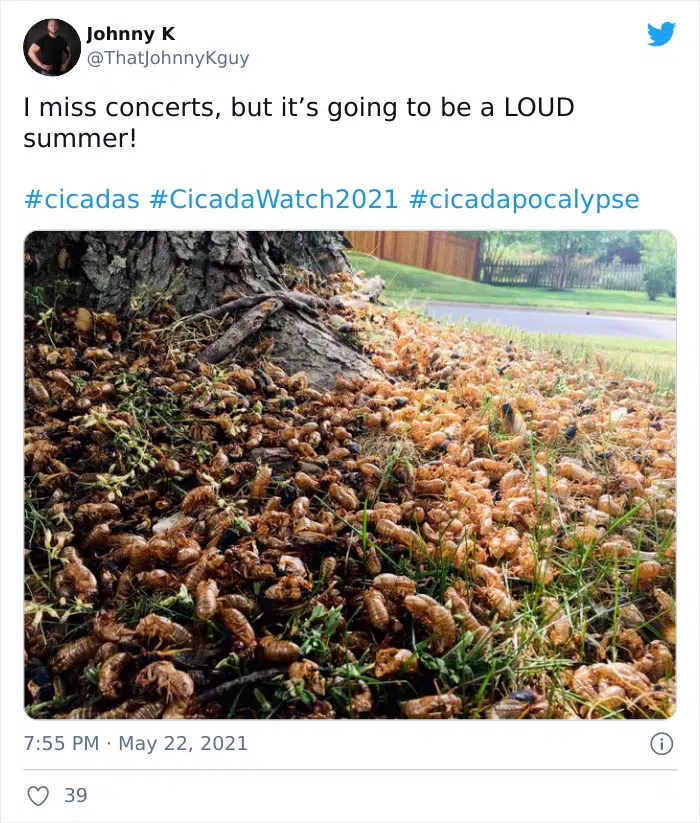 Johnny K
@ThatJohnnyKguy
I miss concerts, but it’s going to be a LOUD
summer!
#cicadas #CicadaWatch2021 #cicadapocalypse
7:55 PM · May 22, 2021
39